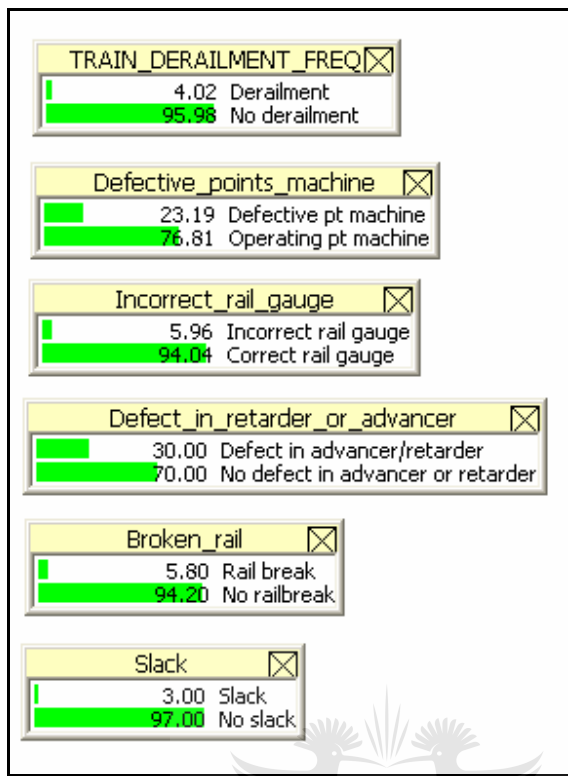 TRAIN_DERAILMENT_FREQ
4.02 Derailment
95.98 No derailment
Defective_points_machine
23.19 Defective pt machine
76.81 Operating pt machine
Incorrect_rail_gauge
5.96 Incorrect rail gauge
94.04 Correct rail gauge
Defect_in_retarder_or_advancer
30.00 Defect in advancer/retarder
70.00 No defect in advancer or retarder
Broken_rail
5.80 Rail break
94.20 No railbreak
Slack
3.00 Slack
97.00 No slack